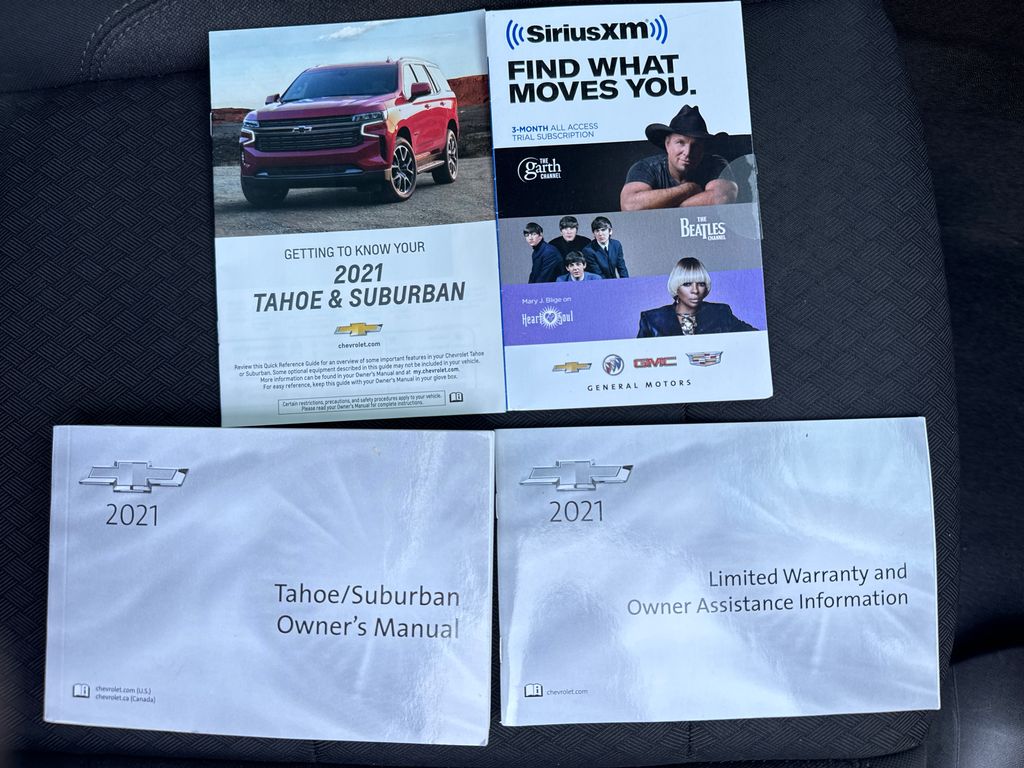 GETTING TO KNOW YOUR
2021
TAHOE & SUBURBAN
chevrolet.com
Review this Quick Reference Guide for an overview of some important features in your Chevrolet Tahoe
or Suburban. Some optional equipment described in this guide may not be included in your vehicle.
More information can be found in your Owner's Manual and at my.chevrolet.com.
For easy reference, keep this guide with your Owner's Manual in your glove box.
Certain restrictions, precautions, and safety procedures apply to your vehicle.
Please read your Owner's Manual for complete instructions.
SiriusXm
FIND WHAT
MOVES YOU.
3-MONTH ALL ACCESS
TRIAL SUBSCRIPTION
THE
garth
CHANNEL
THE
BEATLES
CHANNEL
Mary J. Blige on
Heart Soul
GMC
GENERAL MOTORS
2021
Tahoe/Suburban
Owner's Manual
chevrolet.com (U.S.)
chevrolet.ca (Canada)
2021
Limited Warranty and
Owner Assistance Information
chevrolet.com